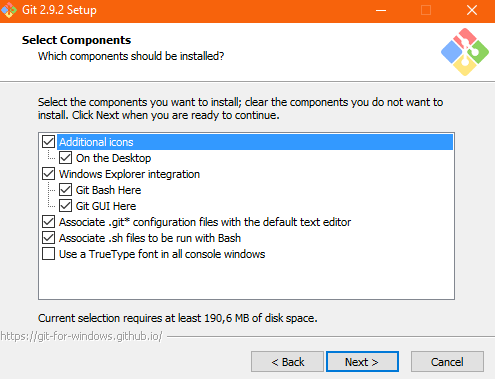 Git 2.9.2 Setup
Select Components
Which components should be installed?
Select the components you want to install; clear the components you do not want to
install. Click Next when you are ready to continue.
Additional icons
On the Desktop
Windows Explorer integration
Git Bash Here
Git GUI Here
Associate .git* configuration files with the default text editor
Associate .sh files to be run with Bash
Use a TrueType font in all console windows
Current selection requires at least 190,6 MB of disk space.
https://git-for-windows.github.io/
< Back
Next >
Cancel